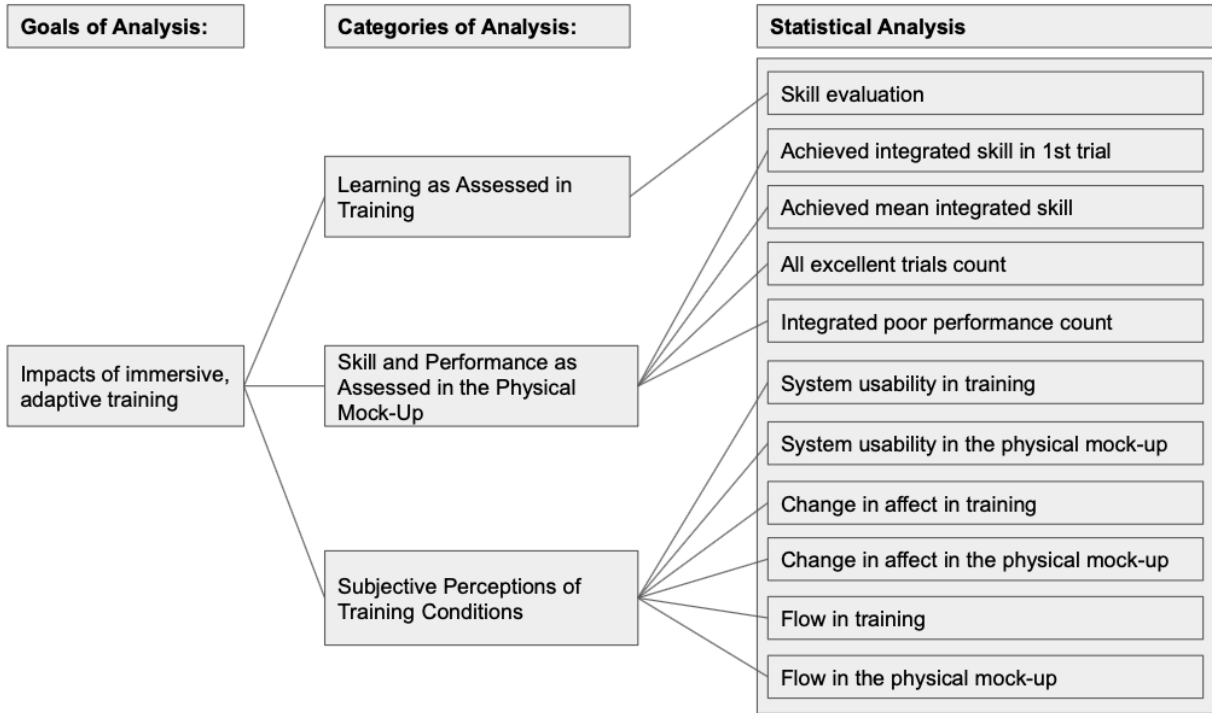 Goals of Analysis:
Categories of Analysis:
Statistical Analysis
Impacts of immersive,
adaptive training
Learning as Assessed in
Training
Skill and Performance as
Assessed in the Physical
Mock-Up
Subjective Perceptions of
Training Conditions
Skill evaluation
Achieved integrated skill in 1st trial
Achieved mean integrated skill
All excellent trials count
Integrated poor performance count
System usability in training
System usability in the physical mock-up
Change in affect in training
Change in affect in the physical mock-up
Flow in training
Flow in the physical mock-up